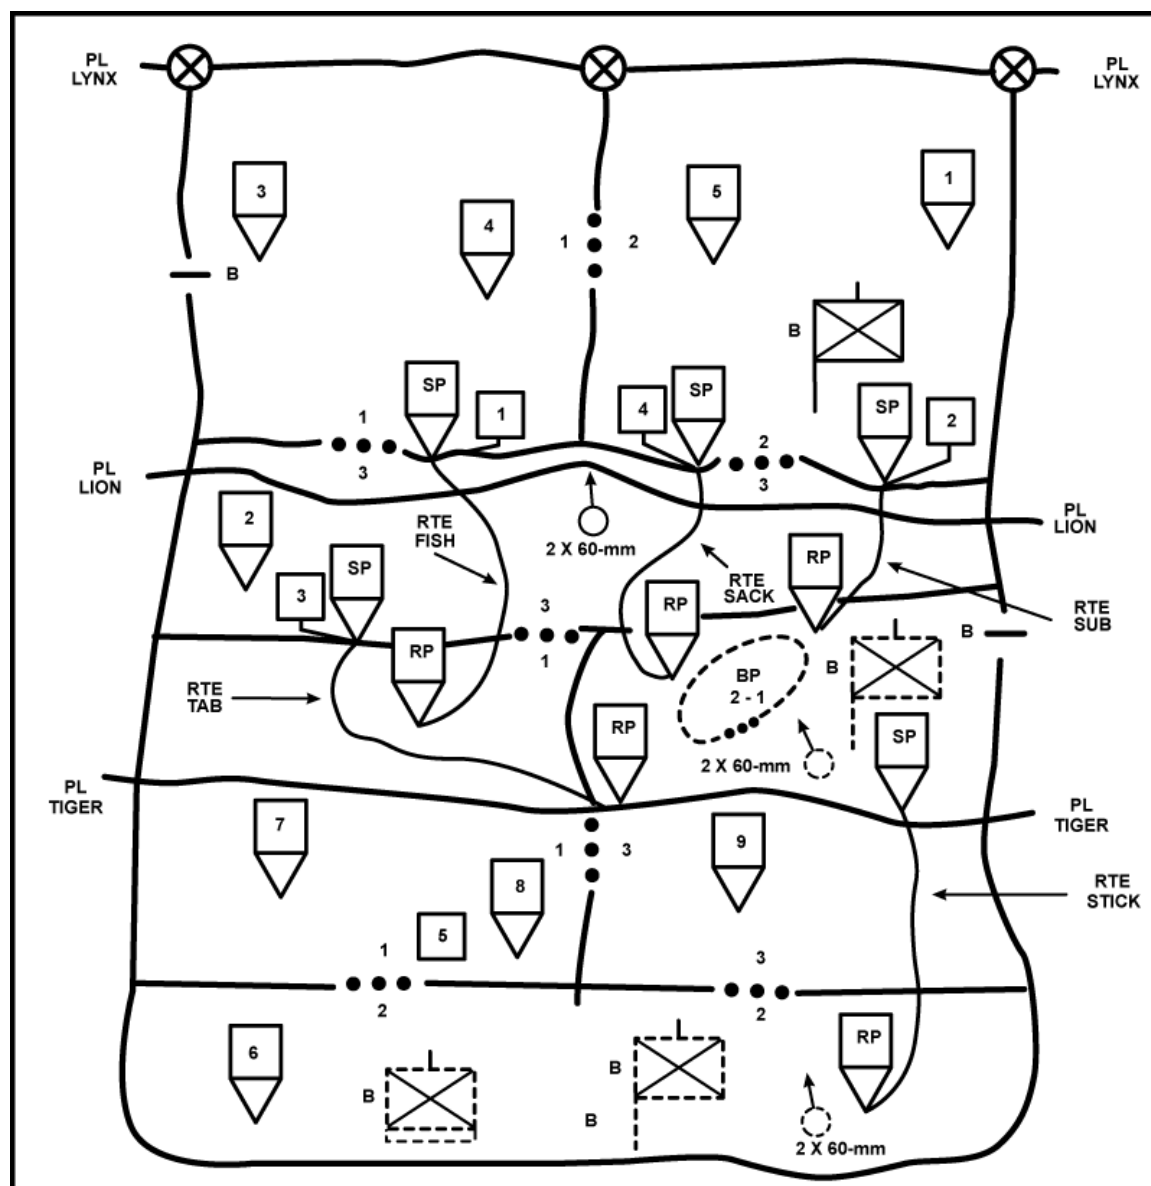 PL
LYNX
PL
LYNX
3
4
5
1
1 2
B
B
SP
1
4
SP
SP
2
1
3
2
3
PL
LION
PL
LION
2
RTE
FISH
2 X 60-mm
SP
3
RTE
SACK
RP
RP
RTE
SUB
3
1
RP
B
B
BP
2 - 1
RTE
TAB
RP
SP
2 X 60-mm
PL
TIGER
PL
TIGER
7
1 3
9
8
RTE
STICK
5
1
2
3
2
6
RP
B
B
B
2 X 60-mm